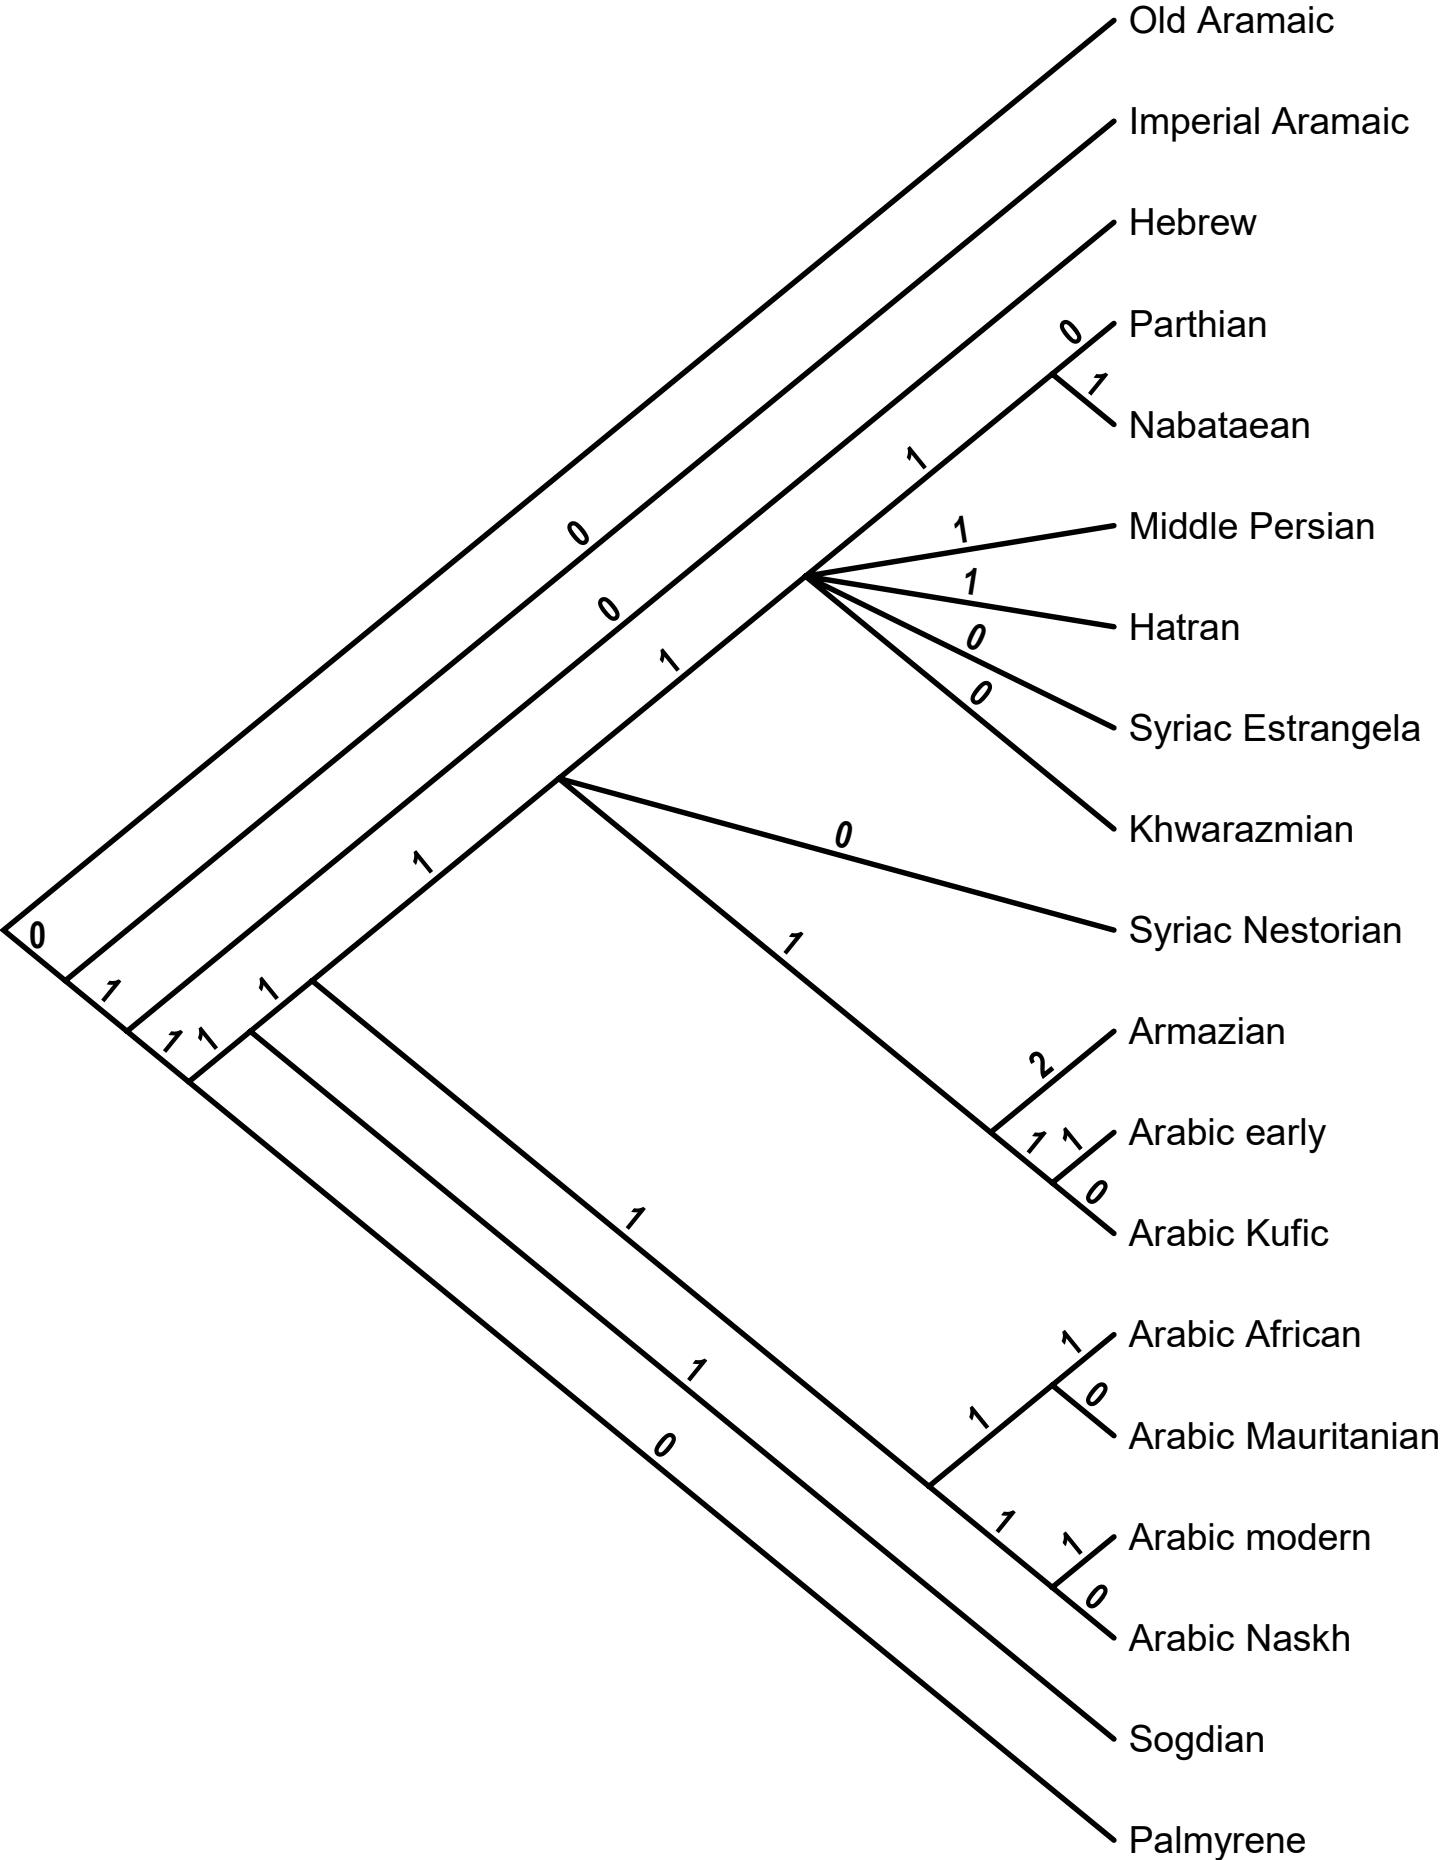 Old Aramaic
Imperial Aramaic
Hebrew
0
Parthian
1
Nabataean
1
1
Middle Persian
0
1
Hatran
0
0
1
0
Syriac Estrangela
Khwarazmian
0
1
Syriac Nestorian
0
1
1
1
Armazian
1
1
2
Arabic early
1
1
0
Arabic Kufic
1
1
Arabic African
1
0
1
Arabic Mauritanian
0
1
1
Arabic modern
0
Arabic Naskh
Sogdian
Palmyrene